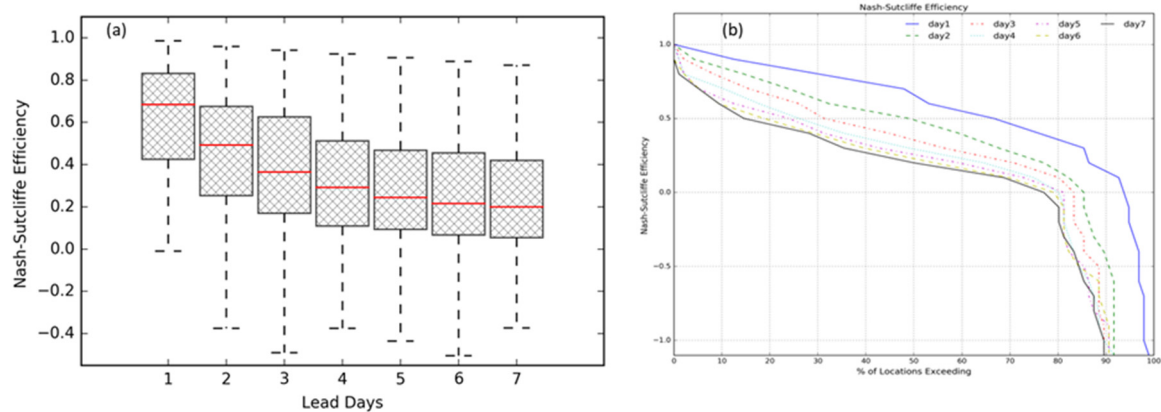 (a)
1.0
0.8
0.6
0.4
0.2
0.0
−0.2
−0.4
Nash-Sutcliffe Efficiency
1 2 3 4 5 6 7
Lead Days
Nash-Sutcliffe Efficiency
(b)
day1 day3 day5 day7
day2 day4 day6
1.0
0.5
0.0
−0.5
−1.0
Nash-Sutcliffe Efficiency
0 10 20 30 40 50 60 70 80 90 100
% of Locations Exceeding